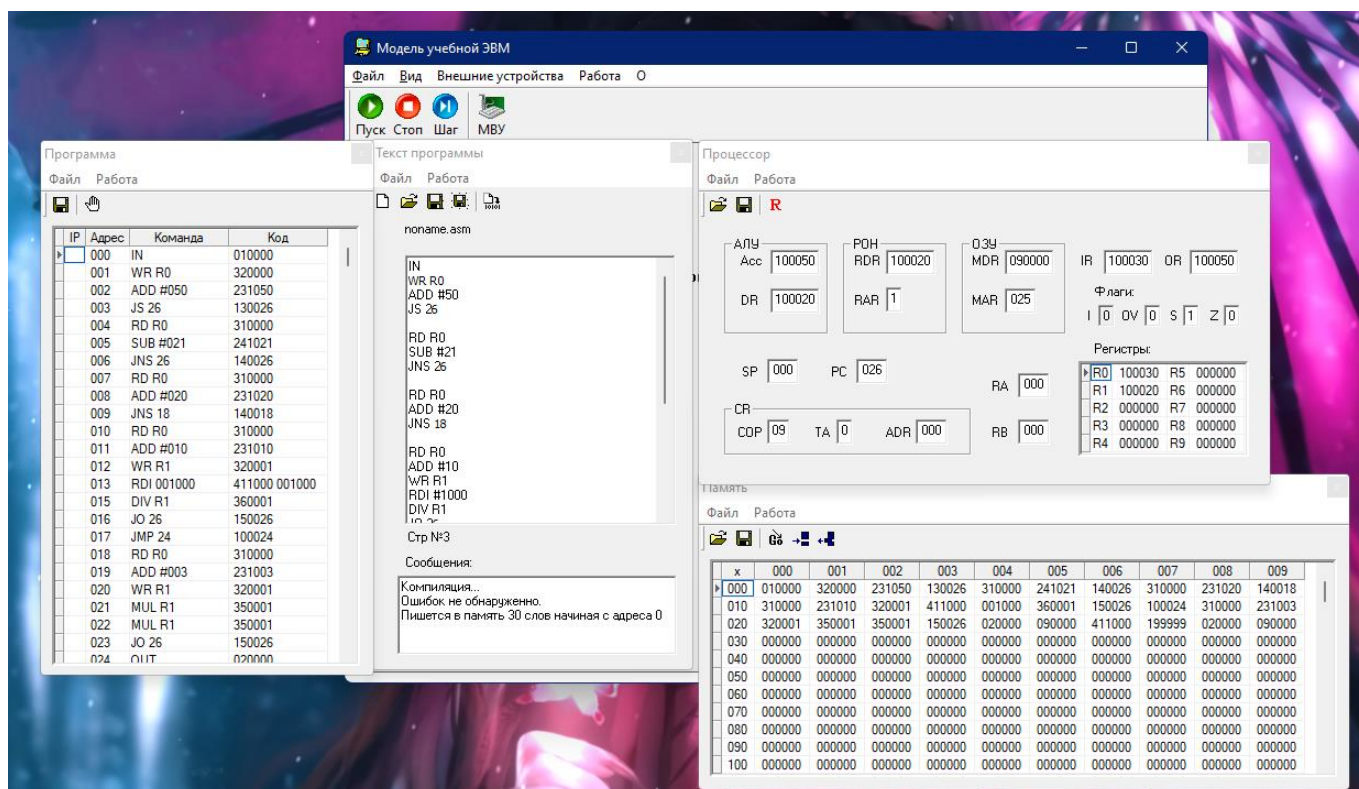 Модель учебной ЭВМ
Файл Вид Внешние устройства Работа О
Пуск Стоп Шаг МВУ
Программа
Файл Работа
IP Адрес Команда Код
000 IN 010000
001 WR R0 320000
002 ADD #050 231050
003 JS 26 130026
004 RD R0 310000
005 SUB #021 241021
006 JNS 26 140026
007 RD R0 310000
008 ADD #020 231020
009 JNS 18 140018
010 RD R0 310000
011 ADD #010 231010
012 WR R1 320001
013 RDI 001000 411000 001000
015 DIV R1 360001
016 JO 26 150026
017 JMP 24 100024
018 RD R0 310000
019 ADD #003 231003
020 WR R1 320001
021 MUL R1 350001
022 MUL R1 350001
023 JO 26 150026
024 OUT 020000
Текст программы
Файл Работа
noname.asm
IN
WR R0
ADD #50
JS 26
RD R0
SUB #21
JNS 26
RD R0
ADD #20
JNS 18
RD R0
ADD #10
WR R1
RDI #1000
DIV R1
JO 26
Стр №3
Сообщения:
Компиляция...
Ошибок не обнаруженно.
Пишется в память 30 слов начиная с адреса 0
Процессор
Файл Работа
R
АЛУ РОН ОЗУ
Acc 100050 RDR 100020 MDR 090000 IR 100030 OR 100050
DR 100020 RAR 1 MAR 025
Флаги:
I 0 OV 0 S 1 Z 0
Регистры:
SP 000 PC 026 RA 000
R0 100030 R5 000000
R1 100020 R6 000000
R2 000000 R7 000000
R3 000000 R8 000000
R4 000000 R9 000000
CR
COP 09 TA 0 ADR 000 RB 000
Память
Файл Работа
Go
x 000 001 002 003 004 005 006 007 008 009
000 010000 320000 231050 130026 310000 241021 140026 310000 231020 140018
010 310000 231010 320001 411000 001000 360001 150026 100024 310000 231003
020 320001 350001 350001 150026 020000 090000 411000 199999 020000 090000
030 000000 000000 000000 000000 000000 000000 000000 000000 000000 000000
040 000000 000000 000000 000000 000000 000000 000000 000000 000000 000000
050 000000 000000 000000 000000 000000 000000 000000 000000 000000 000000
060 000000 000000 000000 000000 000000 000000 000000 000000 000000 000000
070 000000 000000 000000 000000 000000 000000 000000 000000 000000 000000
080 000000 000000 000000 000000 000000 000000 000000 000000 000000 000000
090 000000 000000 000000 000000 000000 000000 000000 000000 000000 000000
100 000000 000000 000000 000000 000000 000000 000000 000000 000000 000000